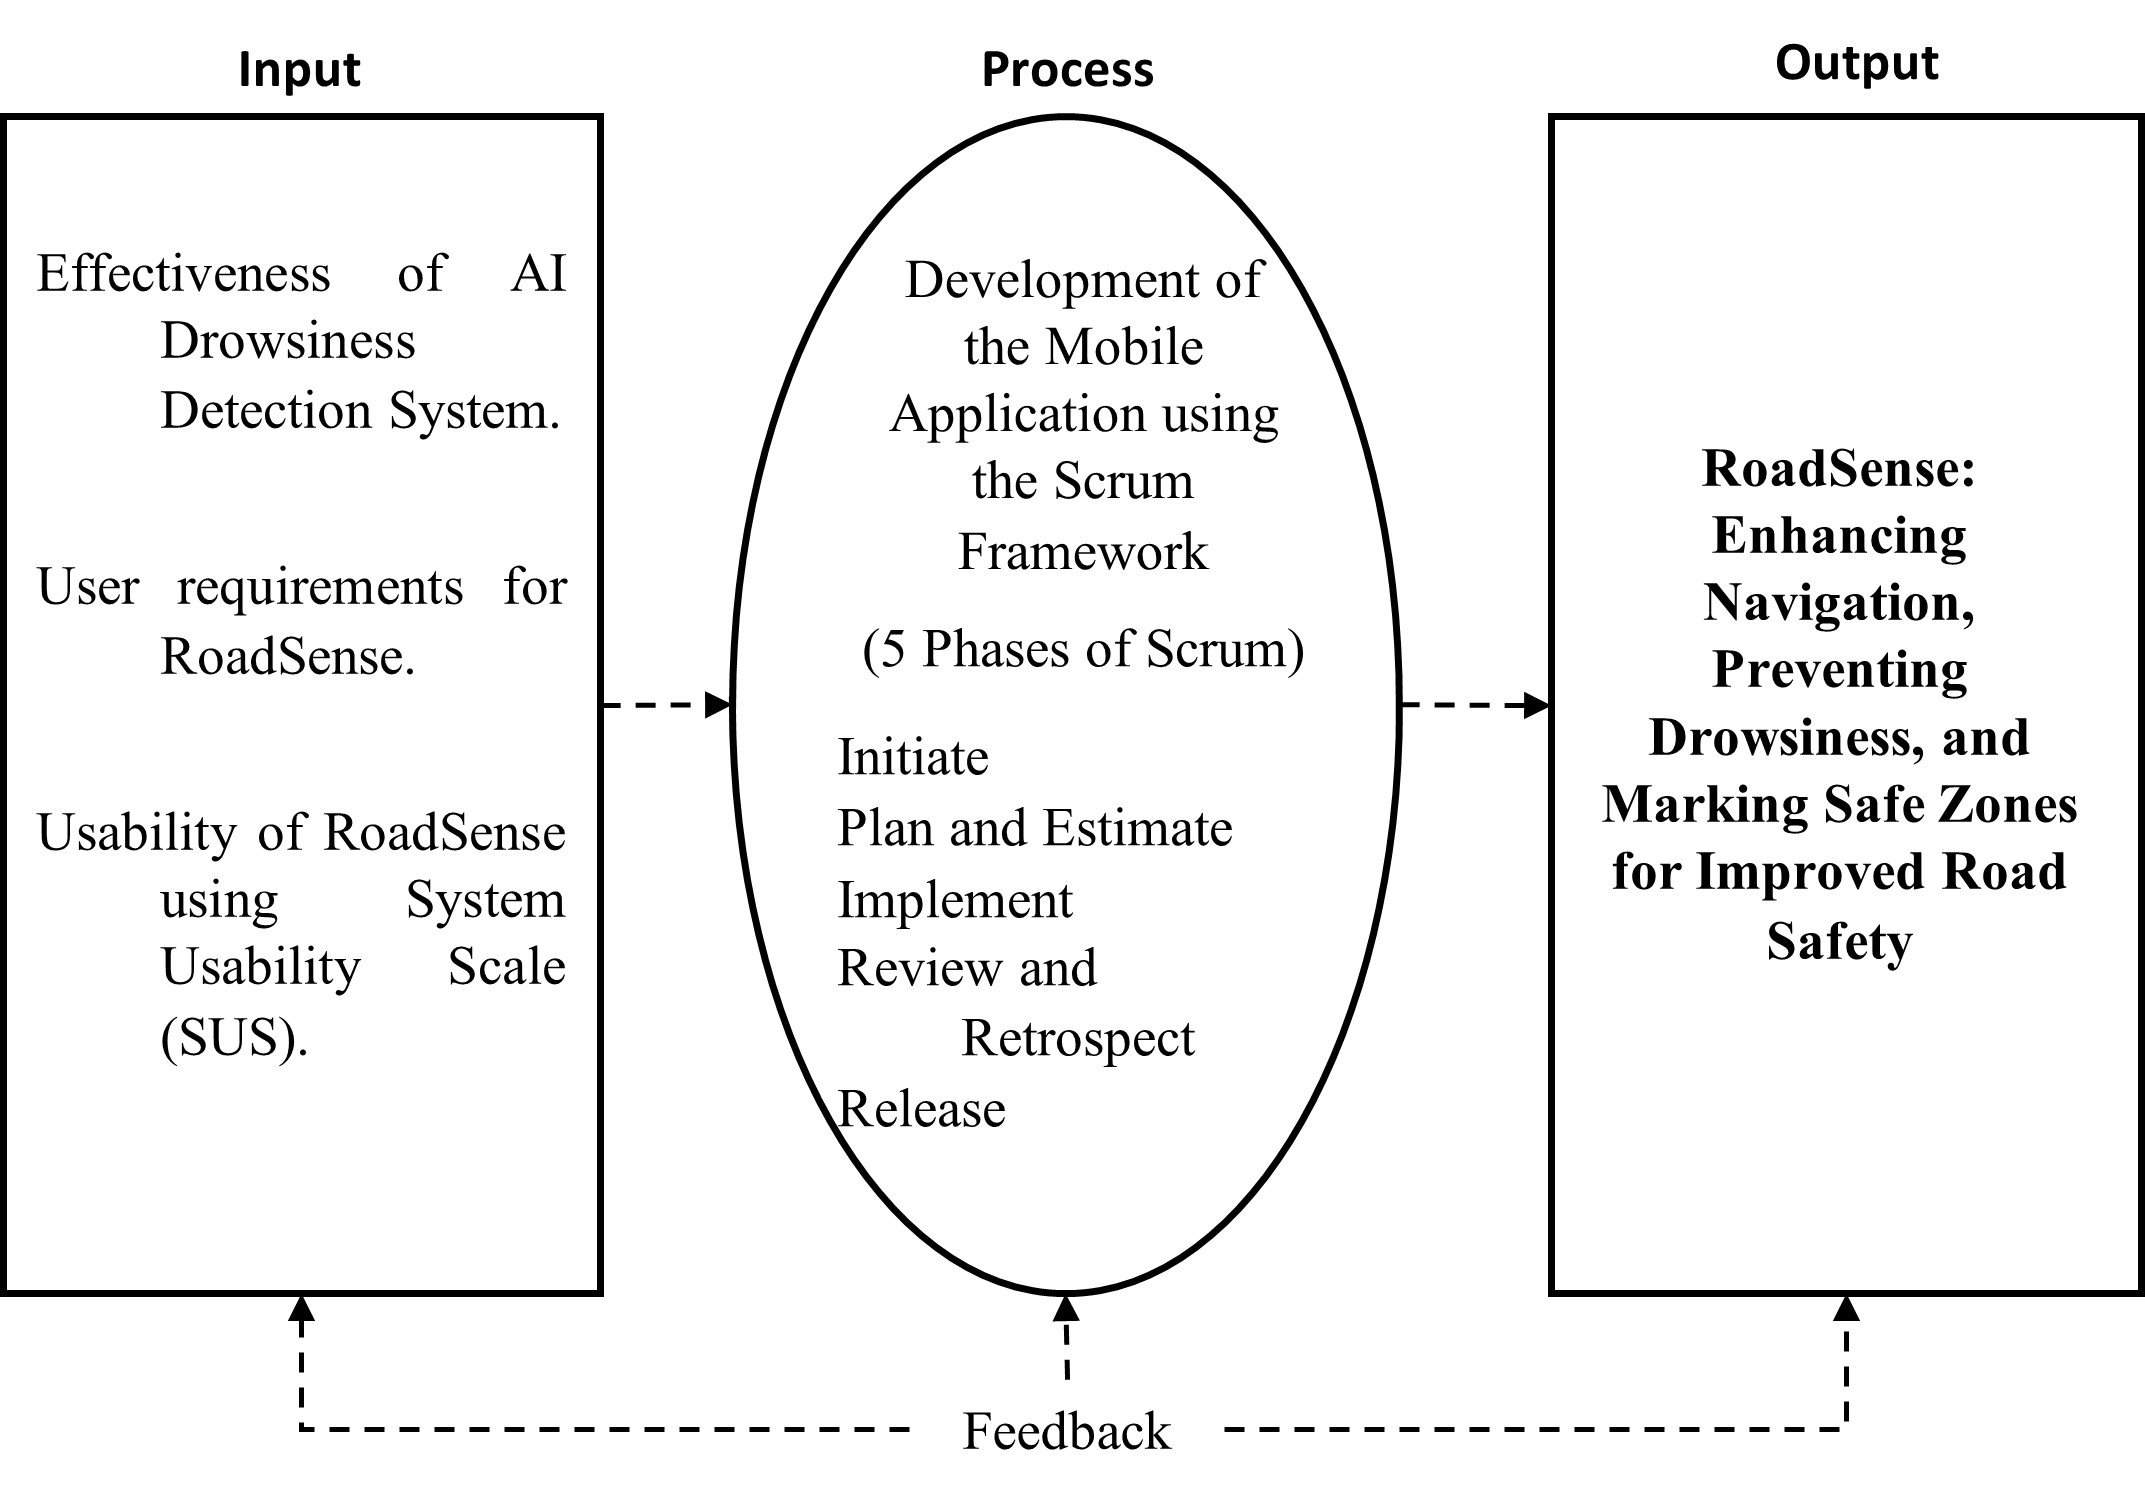 Input
Effectiveness of AI
Drowsiness
Detection System.
User requirements for
RoadSense.
Usability of RoadSense
using System
Usability Scale
(SUS).
Process
Development of
the Mobile
Application using
the Scrum
Framework
(5 Phases of Scrum)
Initiate
Plan and Estimate
Implement
Review and
Retrospect
Release
Output
RoadSense:
Enhancing
Navigation,
Preventing
Drowsiness, and
Marking Safe Zones
for Improved Road
Safety
Feedback